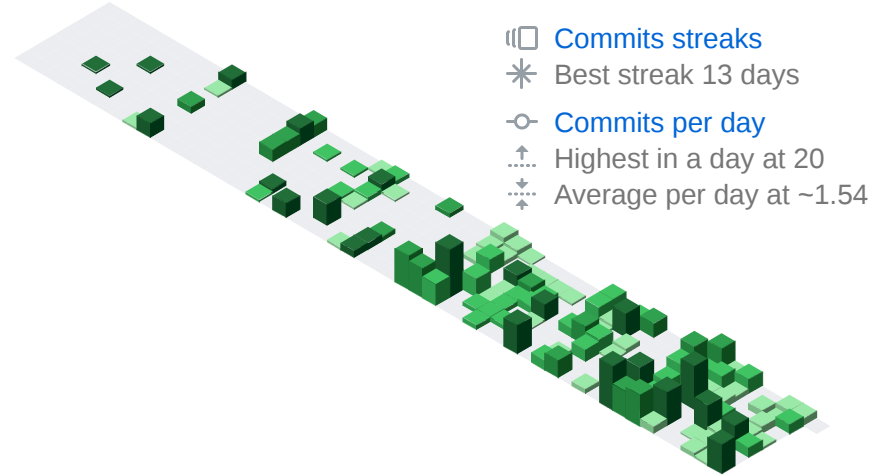 Commits streaks
Best streak 13 days
Commits per day
Highest in a day at 20
Average per day at ~1.54